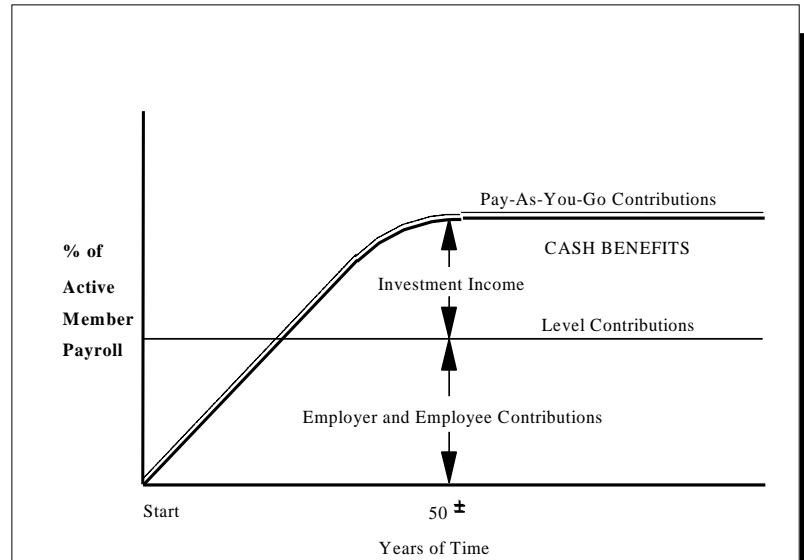 Pay-As-You-Go Contributions
% of
CASH BENEFITS
Active
Investment Income
Member
Level Contributions
Payroll
Employer and Employee Contributions
Start
50 ±
Years of Time